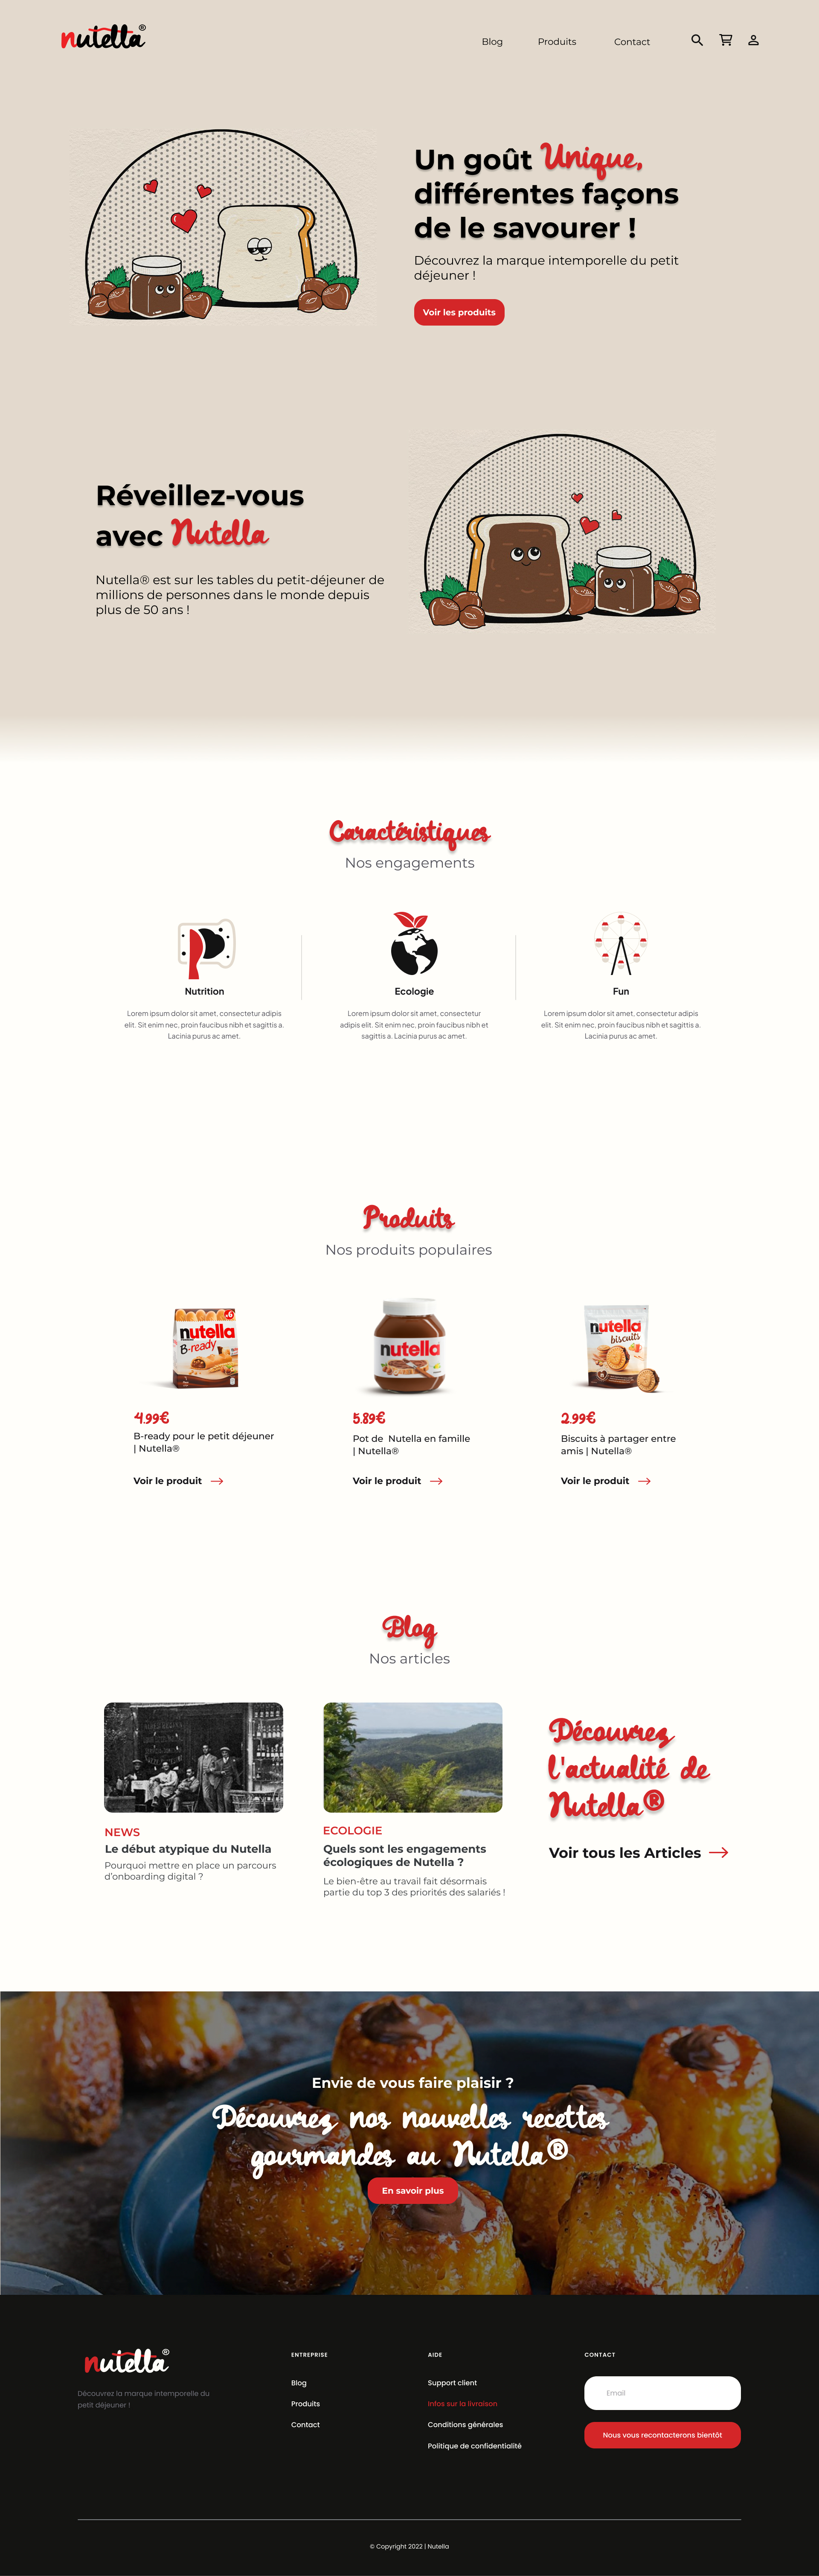 nutella®
Blog
Produits
Contact
Un goût Unique,
différentes façons
de le savourer !
Découvrez la marque intemporelle du petit
déjeuner !
Voir les produits
Réveillez-vous
avec Nutella
Nutella® est sur les tables du petit-déjeuner de
millions de personnes dans le monde depuis
plus de 50 ans !
Caractéristiques
Nos engagements
Nutrition
Lorem ipsum dolor sit amet, consectetur adipis
elit. Sit enim nec, proin faucibus nibh et sagittis a.
Lacinia purus ac amet.
Ecologie
Lorem ipsum dolor sit amet, consectetur
adipis elit. Sit enim nec, proin faucibus nibh et
sagittis a. Lacinia purus ac amet.
Fun
Lorem ipsum dolor sit amet, consectetur adipis
elit. Sit enim nec, proin faucibus nibh et sagittis a.
Lacinia purus ac amet.
Produits
Nos produits populaires
x6
nutella
B-ready
4.99€
B-ready pour le petit déjeuner
| Nutella®
Voir le produit
nutella
5.89€
Pot de Nutella en famille
| Nutella®
Voir le produit
nutella
biscuits
2.99€
Biscuits à partager entre
amis | Nutella®
Voir le produit
Blog
Nos articles
NEWS
Le début atypique du Nutella
Pourquoi mettre en place un parcours
d'onboarding digital ?
ECOLOGIE
Quels sont les engagements
écologiques de Nutella ?
Le bien-être au travail fait désormais
partie du top 3 des priorités des salariés !
Découvrez
l'actualité de
Nutella®
Voir tous les Articles
Envie de vous faire plaisir ?
Découvrez nos nouvelles recettes
gourmandes au Nutella®
En savoir plus
nutella®
Découvrez la marque intemporelle du
petit déjeuner !
ENTREPRISE
Blog
Produits
Contact
AIDE
Support client
Infos sur la livraison
Conditions générales
Politique de confidentialité
CONTACT
Email
Nous vous recontacterons bientôt
© Copyright 2022 | Nutella